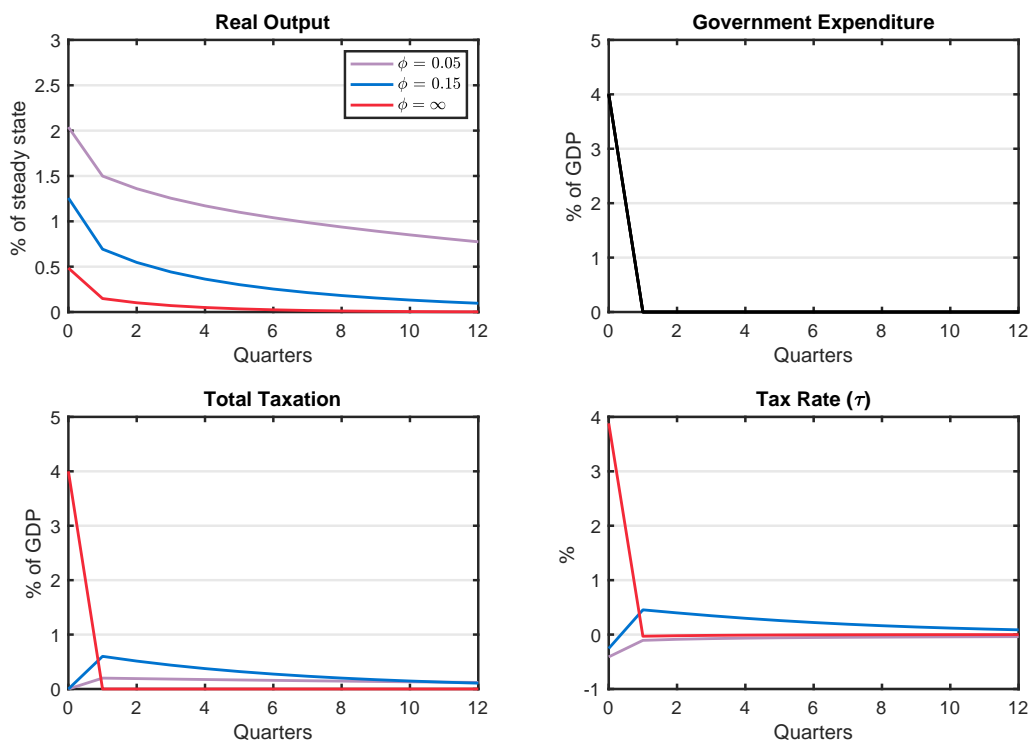 Real Output
3
2.5
2
1.5
1
0.5
0
% of steady state
ϕ = 0.05
ϕ = 0.15
ϕ = ∞
0 2 4 6 8 10 12
Quarters
Government Expenditure
5
4
3
2
1
0
% of GDP
0 2 4 6 8 10 12
Quarters
Total Taxation
5
4
3
2
1
0
% of GDP
0 2 4 6 8 10 12
Quarters
Tax Rate (τ)
4
3
2
1
0
-1
%
0 2 4 6 8 10 12
Quarters